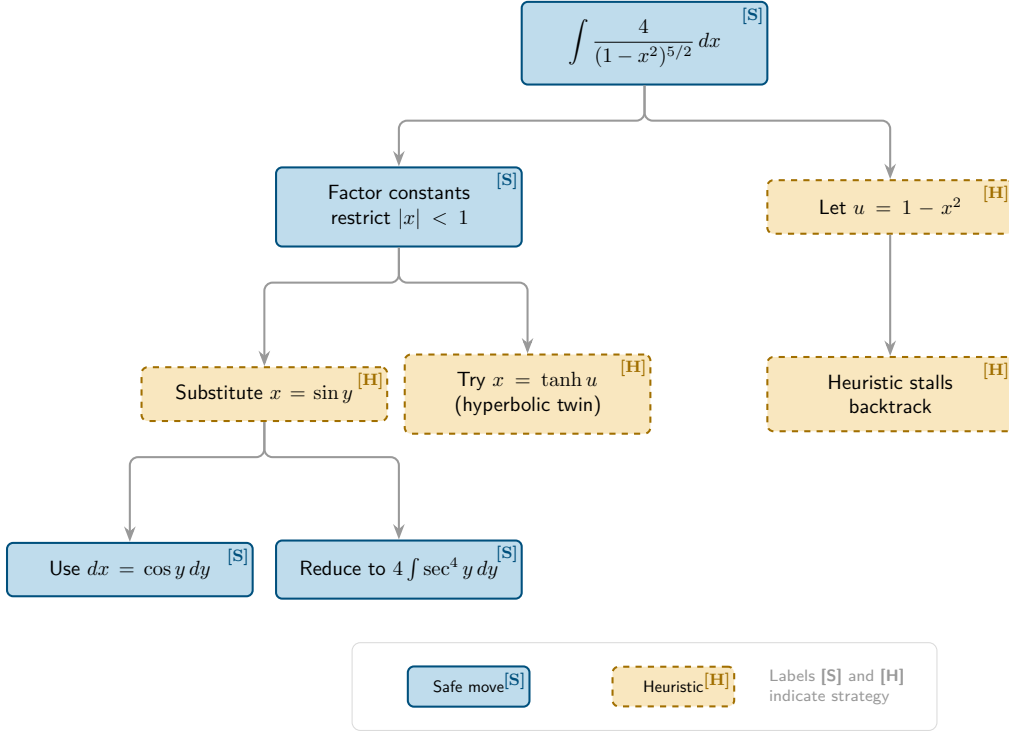 [S]
∫ 4/(1 − x²)^{5/2} dx
[S]
Factor constants
restrict |x| < 1
[H]
Let u = 1 − x²
[H]
Substitute x = sin y
[H]
Try x = tanh u
(hyperbolic twin)
[H]
Heuristic stalls
backtrack
[S]
Use dx = cos y dy
[S]
Reduce to 4 ∫ sec⁴ y dy
Safe move [S]
Heuristic [H]
Labels [S] and [H]
indicate strategy